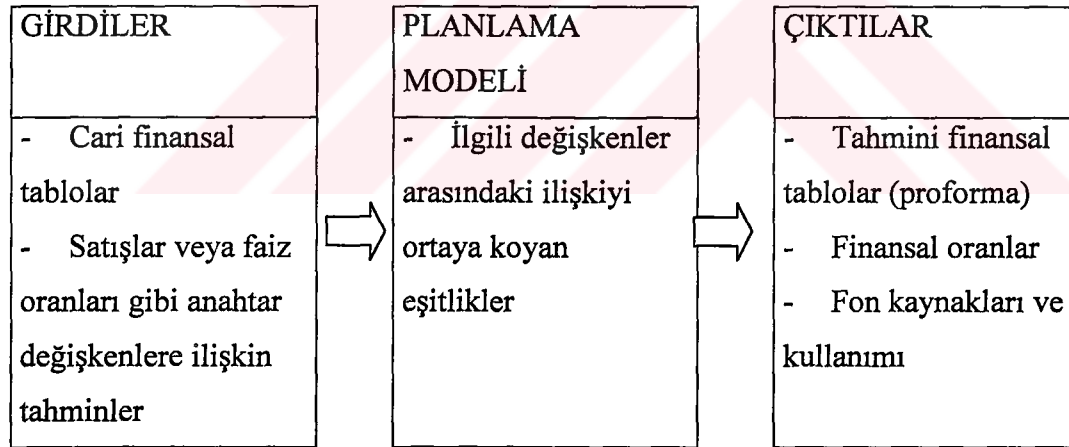 GİRDİLER
- Cari finansal
tablolar
- Satışlar veya faiz
oranları gibi anahtar
değişkenlere ilişkin
tahminler
PLANLAMA
MODELİ
- İlgili değişkenler
arasındaki ilişkiyi
ortaya koyan
eşitlikler
ÇIKTILAR
- Tahmini finansal
tablolar (proforma)
- Finansal oranlar
- Fon kaynakları ve
kullanımı